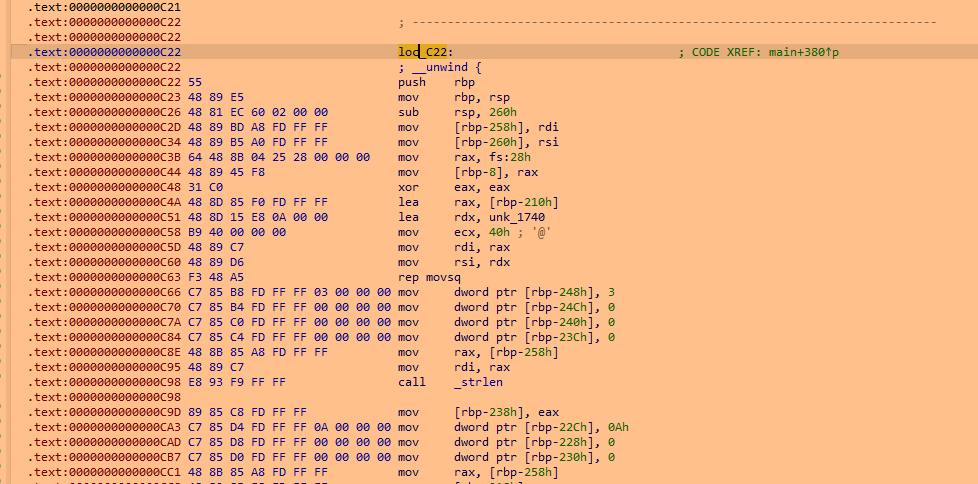 .text:0000000000000C21
.text:0000000000000C22 ; ---------------------------------------------------------------------------
.text:0000000000000C22
.text:0000000000000C22 loc_C22: ; CODE XREF: main+380↑p
.text:0000000000000C22 ; __unwind {
.text:0000000000000C22 55 push rbp
.text:0000000000000C23 48 89 E5 mov rbp, rsp
.text:0000000000000C26 48 81 EC 60 02 00 00 sub rsp, 260h
.text:0000000000000C2D 48 89 BD A8 FD FF FF mov [rbp-258h], rdi
.text:0000000000000C34 48 89 B5 A0 FD FF FF mov [rbp-260h], rsi
.text:0000000000000C3B 64 48 8B 04 25 28 00 00 00 mov rax, fs:28h
.text:0000000000000C44 48 89 45 F8 mov [rbp-8], rax
.text:0000000000000C48 31 C0 xor eax, eax
.text:0000000000000C4A 48 8D 85 F0 FD FF FF lea rax, [rbp-210h]
.text:0000000000000C51 48 8D 15 E8 0A 00 00 lea rdx, unk_1740
.text:0000000000000C58 B9 40 00 00 00 mov ecx, 40h ; '@'
.text:0000000000000C5D 48 89 C7 mov rdi, rax
.text:0000000000000C60 48 89 D6 mov rsi, rdx
.text:0000000000000C63 F3 48 A5 rep movsq
.text:0000000000000C66 C7 85 B8 FD FF FF 03 00 00 00 mov dword ptr [rbp-248h], 3
.text:0000000000000C70 C7 85 B4 FD FF FF 00 00 00 00 mov dword ptr [rbp-24Ch], 0
.text:0000000000000C7A C7 85 C0 FD FF FF 00 00 00 00 mov dword ptr [rbp-240h], 0
.text:0000000000000C84 C7 85 C4 FD FF FF 00 00 00 00 mov dword ptr [rbp-23Ch], 0
.text:0000000000000C8E 48 8B 85 A8 FD FF FF mov rax, [rbp-258h]
.text:0000000000000C95 48 89 C7 mov rdi, rax
.text:0000000000000C98 E8 93 F9 FF FF call _strlen
.text:0000000000000C98
.text:0000000000000C9D 89 85 C8 FD FF FF mov [rbp-238h], eax
.text:0000000000000CA3 C7 85 D4 FD FF FF 0A 00 00 00 mov dword ptr [rbp-22Ch], 0Ah
.text:0000000000000CAD C7 85 D8 FD FF FF 00 00 00 00 mov dword ptr [rbp-228h], 0
.text:0000000000000CB7 C7 85 D0 FD FF FF 00 00 00 00 mov dword ptr [rbp-230h], 0
.text:0000000000000CC1 48 8B 85 A8 FD FF FF mov rax, [rbp-258h]